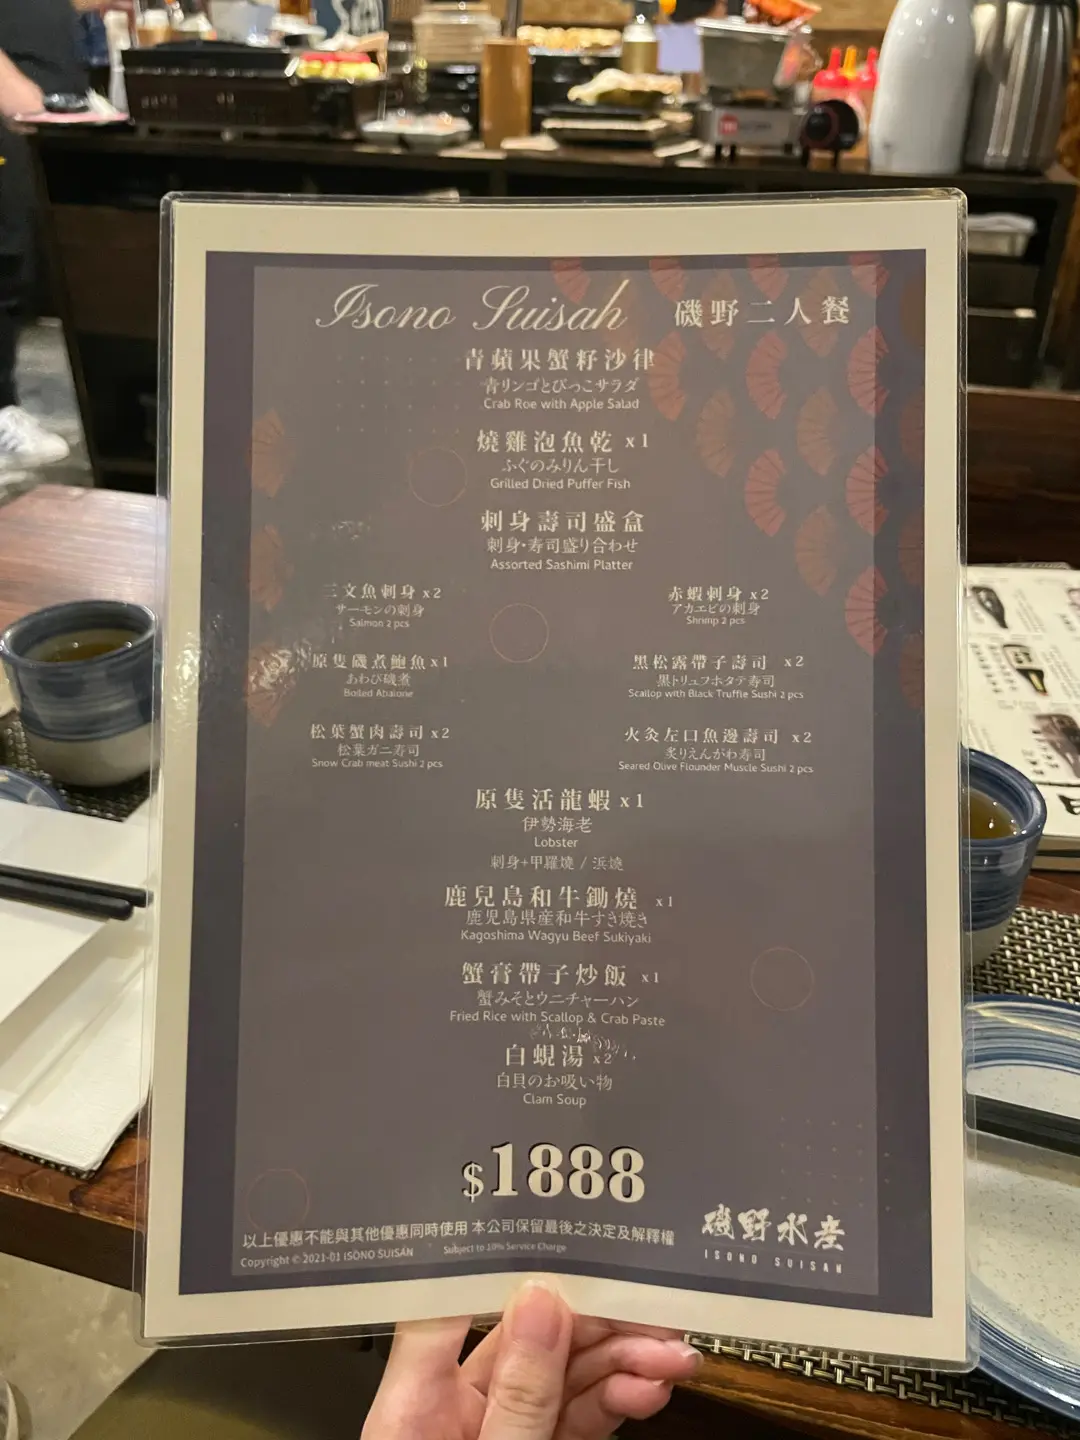 Isono Suisah 磯野二人餐
青蘋果蟹籽沙律
青リンゴとびっこサラダ
Crab Roe with Apple Salad
燒雞泡魚乾 x1
ふぐのみりん干し
Grilled Dried Puffer Fish
刺身壽司盛盒
刺身・寿司盛り合わせ
Assorted Sashimi Platter
三文魚刺身 x2
サーモンの刺身
Salmon 2 pcs
赤蝦刺身 x2
アカエビの刺身
Shrimp 2 pcs
原隻磯煮鮑魚 x1
あわび磯煮
Boiled Abalone
黑松露帶子壽司 x2
黒トリュフホタテ寿司
Scallop with Black Truffle Sushi 2 pcs
松葉蟹肉壽司 x2
松葉ガニ寿司
Snow Crab meat Sushi 2 pcs
火灸左口魚邊壽司 x2
炙りえんがわ寿司
Seared Olive Flounder Muscle Sushi 2 pcs
原隻活龍蝦 x1
伊勢海老
Lobster
刺身+甲羅燒 / 浜燒
鹿兒島和牛鋤燒 x1
鹿児島県産和牛すき焼き
Kagoshima Wagyu Beef Sukiyaki
蟹膏帶子炒飯 x1
蟹みそとウニチャーハン
Fried Rice with Scallop & Crab Paste
白蜆湯 x2
白貝のお吸い物
Clam Soup
$1888
以上優惠不能與其他優惠同時使用 本公司保留最後之決定及解釋權
Copyright © 2021-01 ISONO SUISAN Subject to 10% Service Charge
磯野水産
ISONO SUISAN